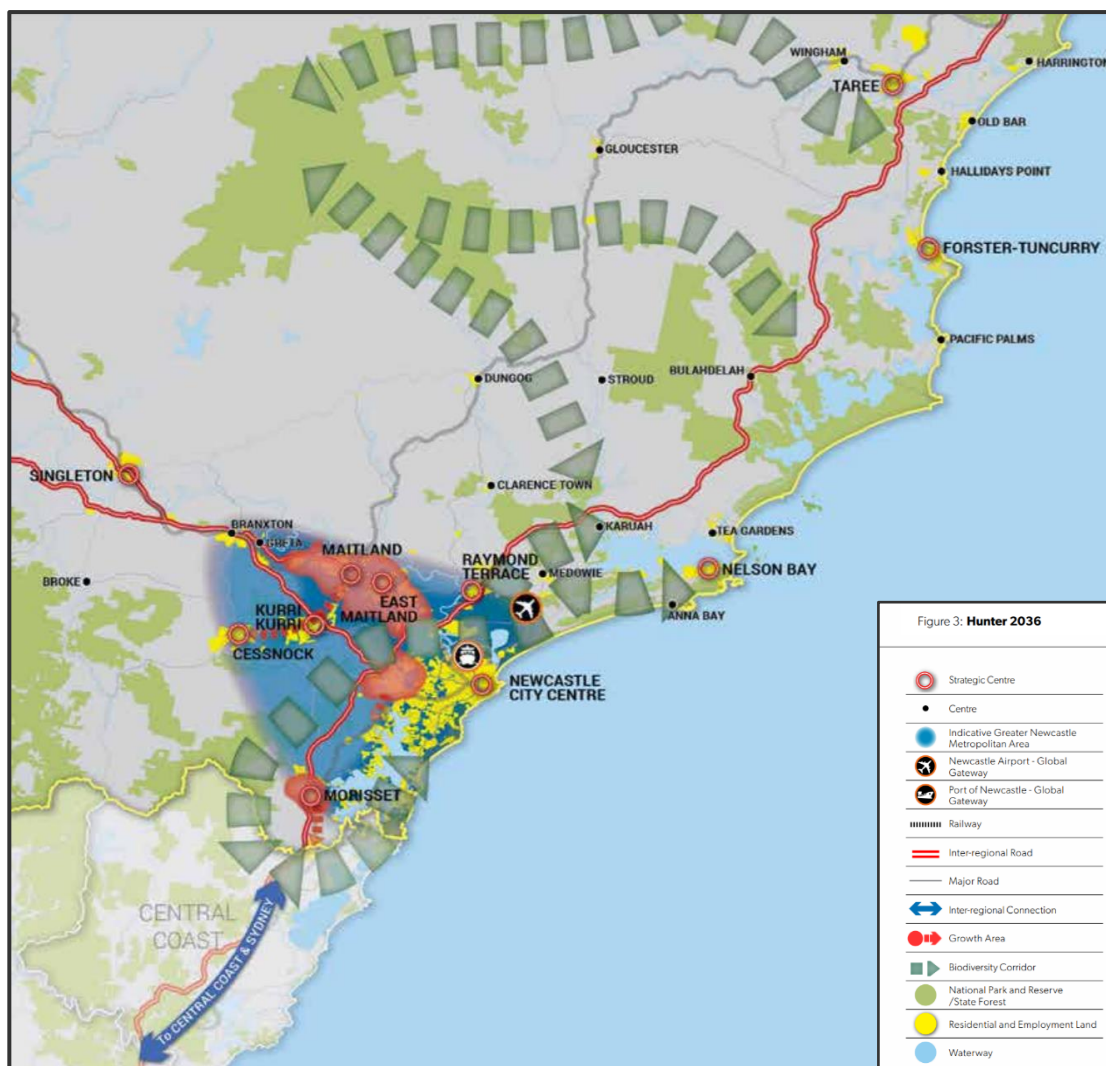 WINGHAM
TAREE
HARRINGTON
OLD BAR
GLOUCESTER
HALLIDAYS POINT
FORSTER-TUNCURRY
PACIFIC PALMS
BULAHDELAH
DUNGOG
STROUD
SINGLETON
CLARENCE TOWN
BRANXTON
GRETA
KARUAH
TEA GARDENS
MAITLAND
RAYMOND
TERRACE
MEDOWIE
NELSON BAY
BROKE
EAST
MAITLAND
ANNA BAY
KURRI
KURRI
CESSNOCK
NEWCASTLE
CITY CENTRE
MORISSET
CENTRAL
COAST
To CENTRAL COAST & SYDNEY
Figure 3: Hunter 2036
Strategic Centre
Centre
Indicative Greater Newcastle
Metropolitan Area
Newcastle Airport - Global
Gateway
Port of Newcastle - Global
Gateway
Railway
Inter-regional Road
Major Road
Inter-regional Connection
Growth Area
Biodiversity Corridor
National Park and Reserve
/State Forest
Residential and Employment Land
Waterway